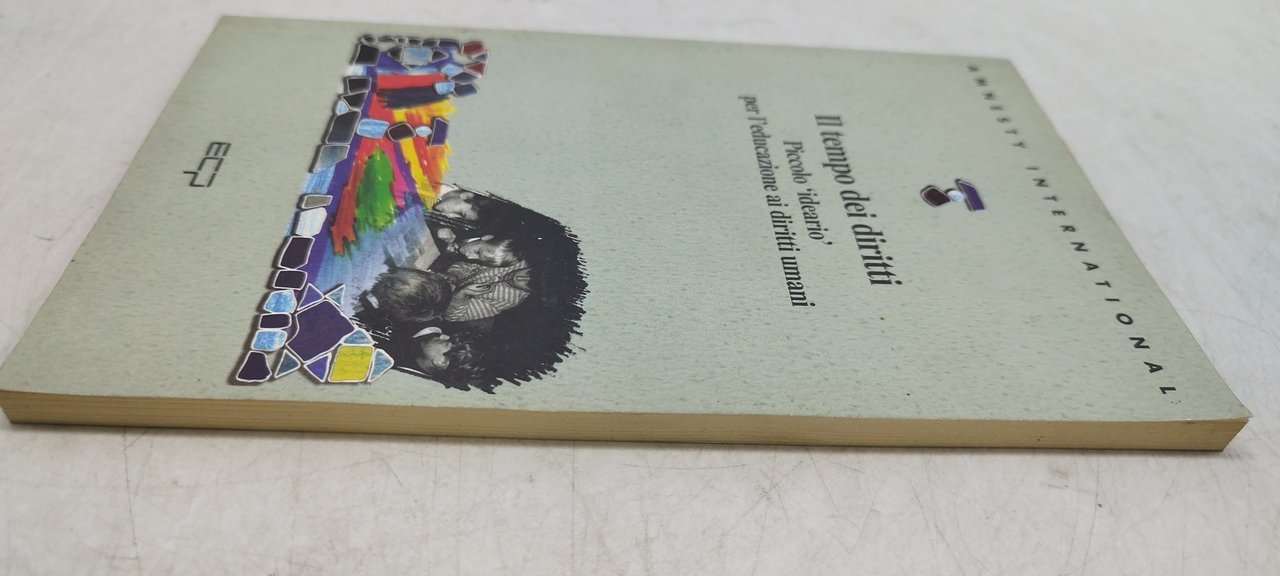 AMNESTY INTERNATIONAL
Il tempo dei diritti
Piccolo 'ideario'
per l'educazione ai diritti umani
ECP